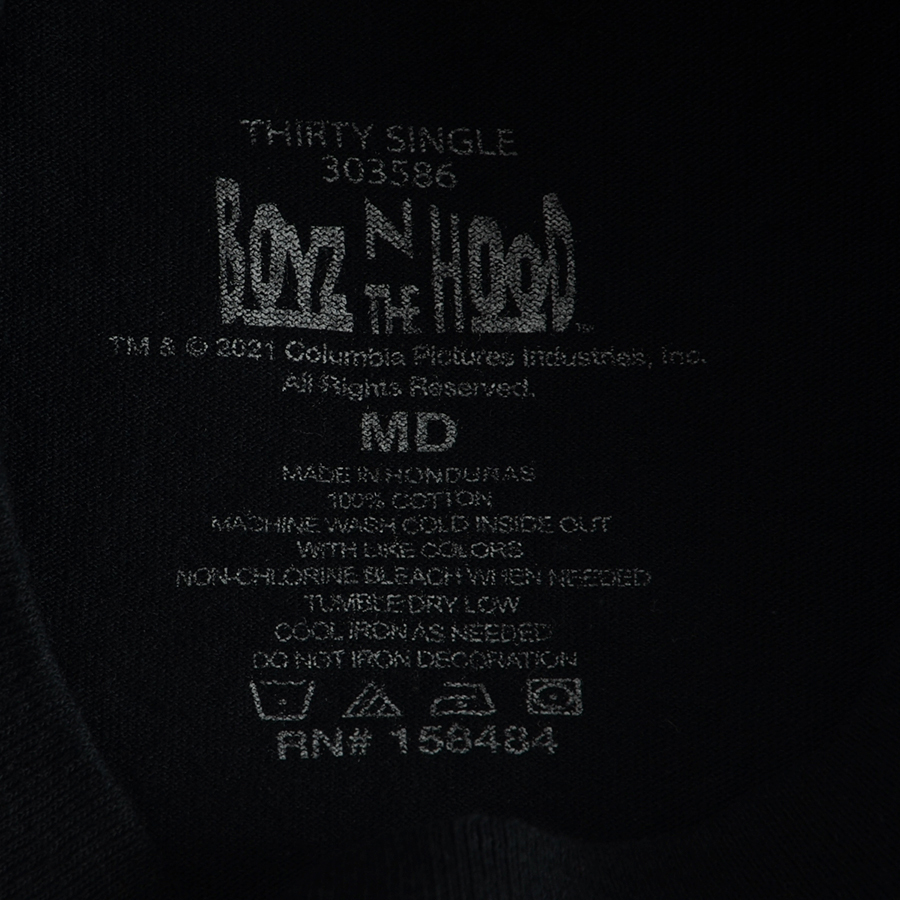 THIRTY SINGLE
303586
BOYZ N THE HOOD™
TM & © 2021 Columbia Pictures Industries, Inc.
All Rights Reserved.
MD
MADE IN HONDURAS
100% COTTON
MACHINE WASH COLD INSIDE OUT
WITH LIKE COLORS
NON-CHLORINE BLEACH WHEN NEEDED
TUMBLE DRY LOW
COOL IRON AS NEEDED
DO NOT IRON DECORATION
RN# 158484